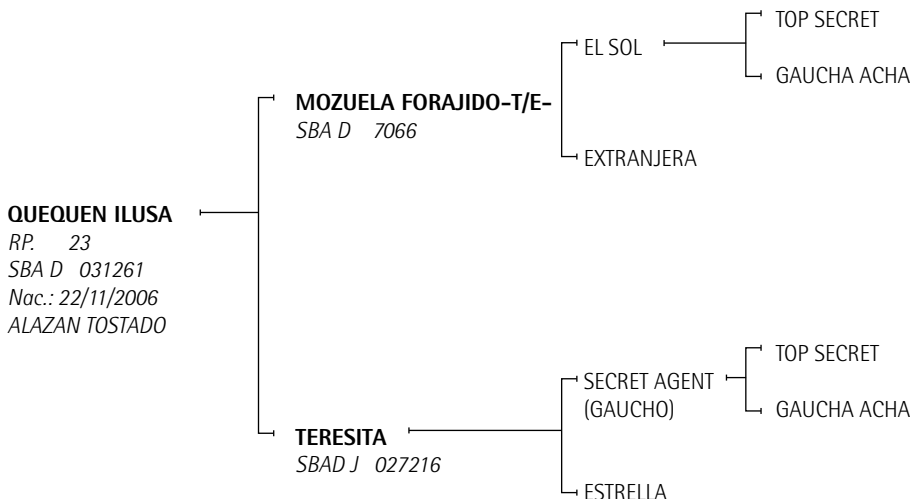 TOP SECRET
EL SOL
GAUCHA ACHA
MOZUELA FORAJIDO-T/E-
SBA D 7066
EXTRANJERA
QUEQUEN ILUSA
RP. 23
SBA D 031261
Nac.: 22/11/2006
ALAZAN TOSTADO
TOP SECRET
SECRET AGENT
(GAUCHO)
GAUCHA ACHA
TERESITA
SBAD J 027216
ESTRELLA